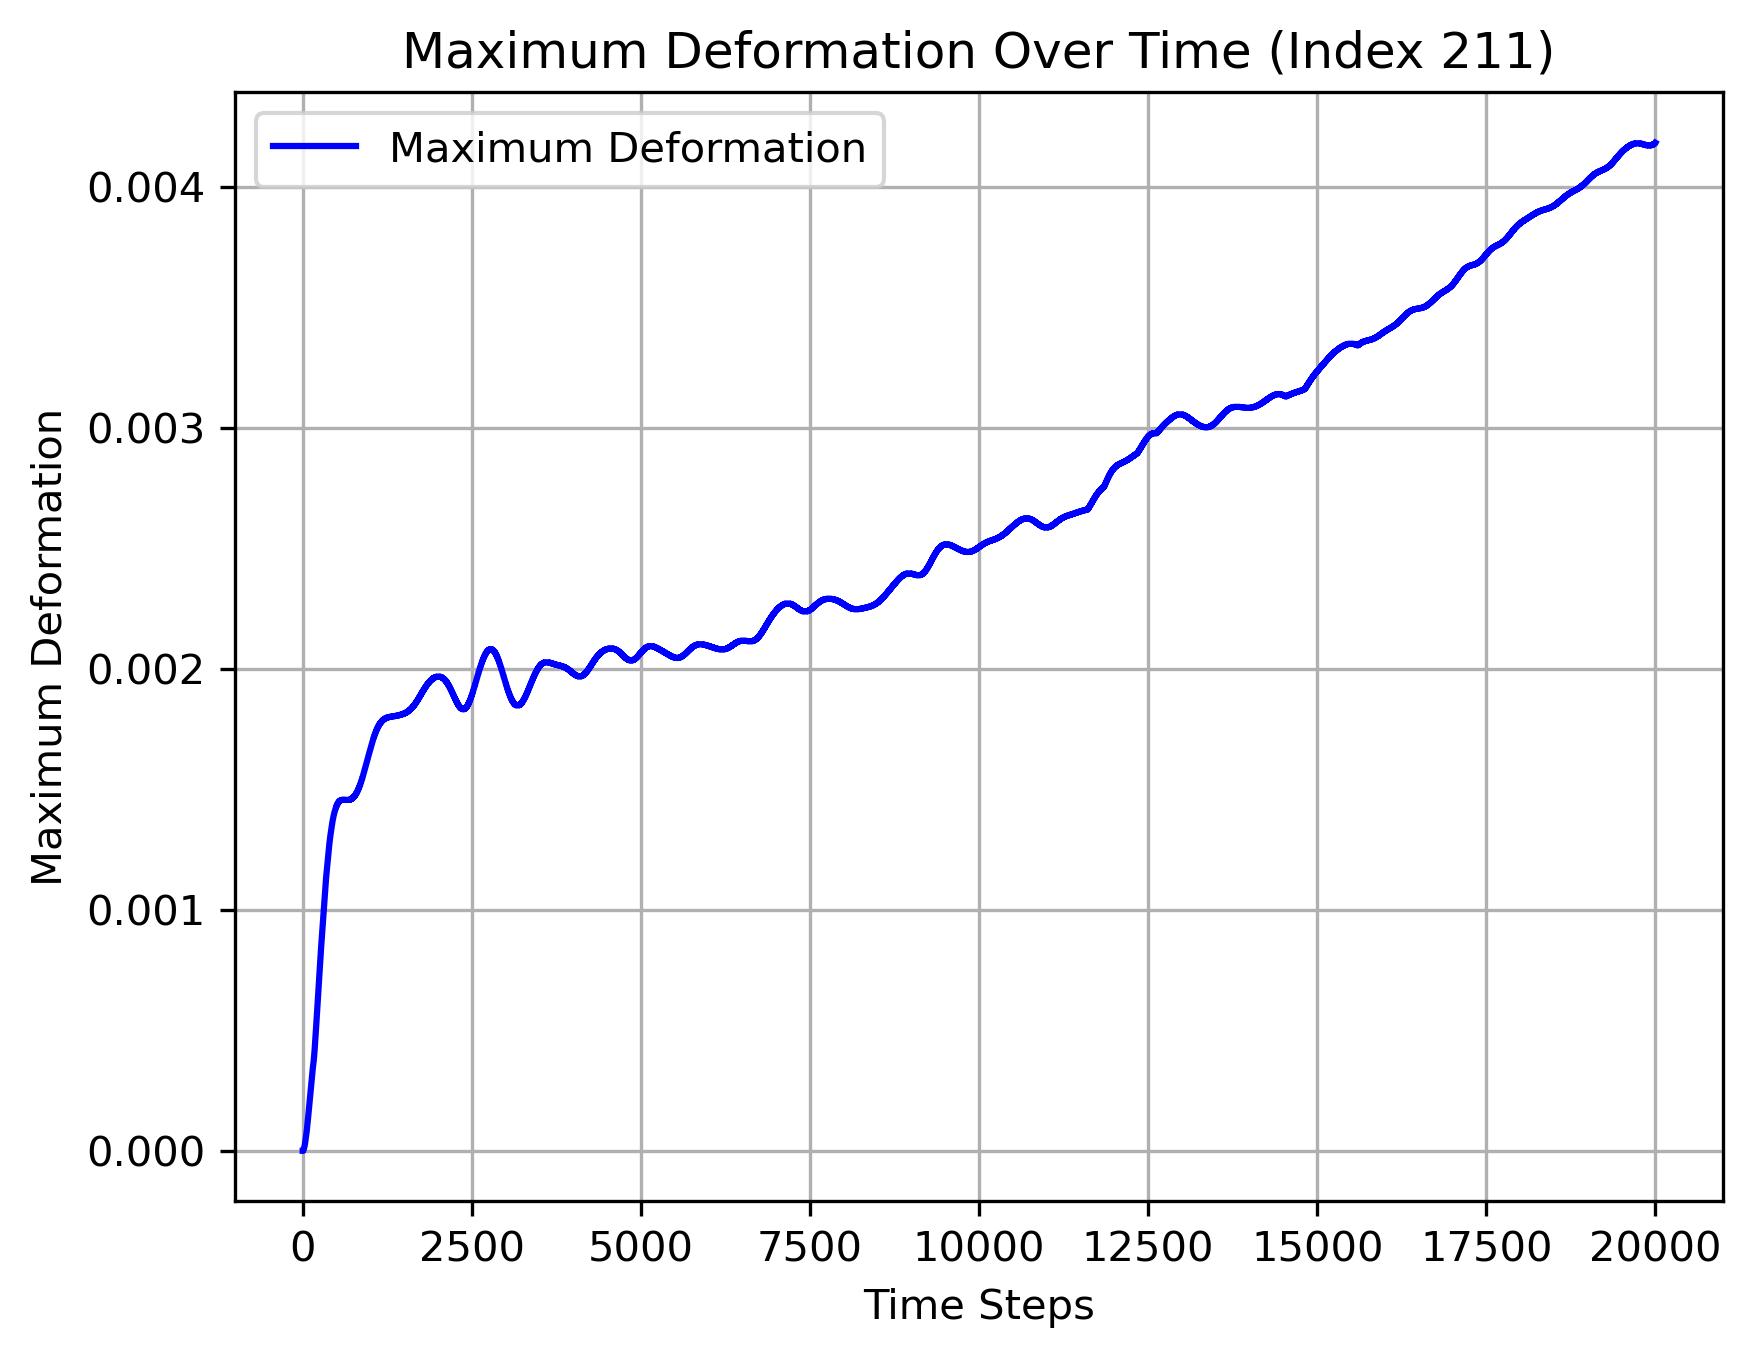 Maximum Deformation Over Time (Index 211)
Maximum Deformation
0.004
0.003
0.002
0.001
0.000
Maximum Deformation
0 2500 5000 7500 10000 12500 15000 17500 20000
Time Steps